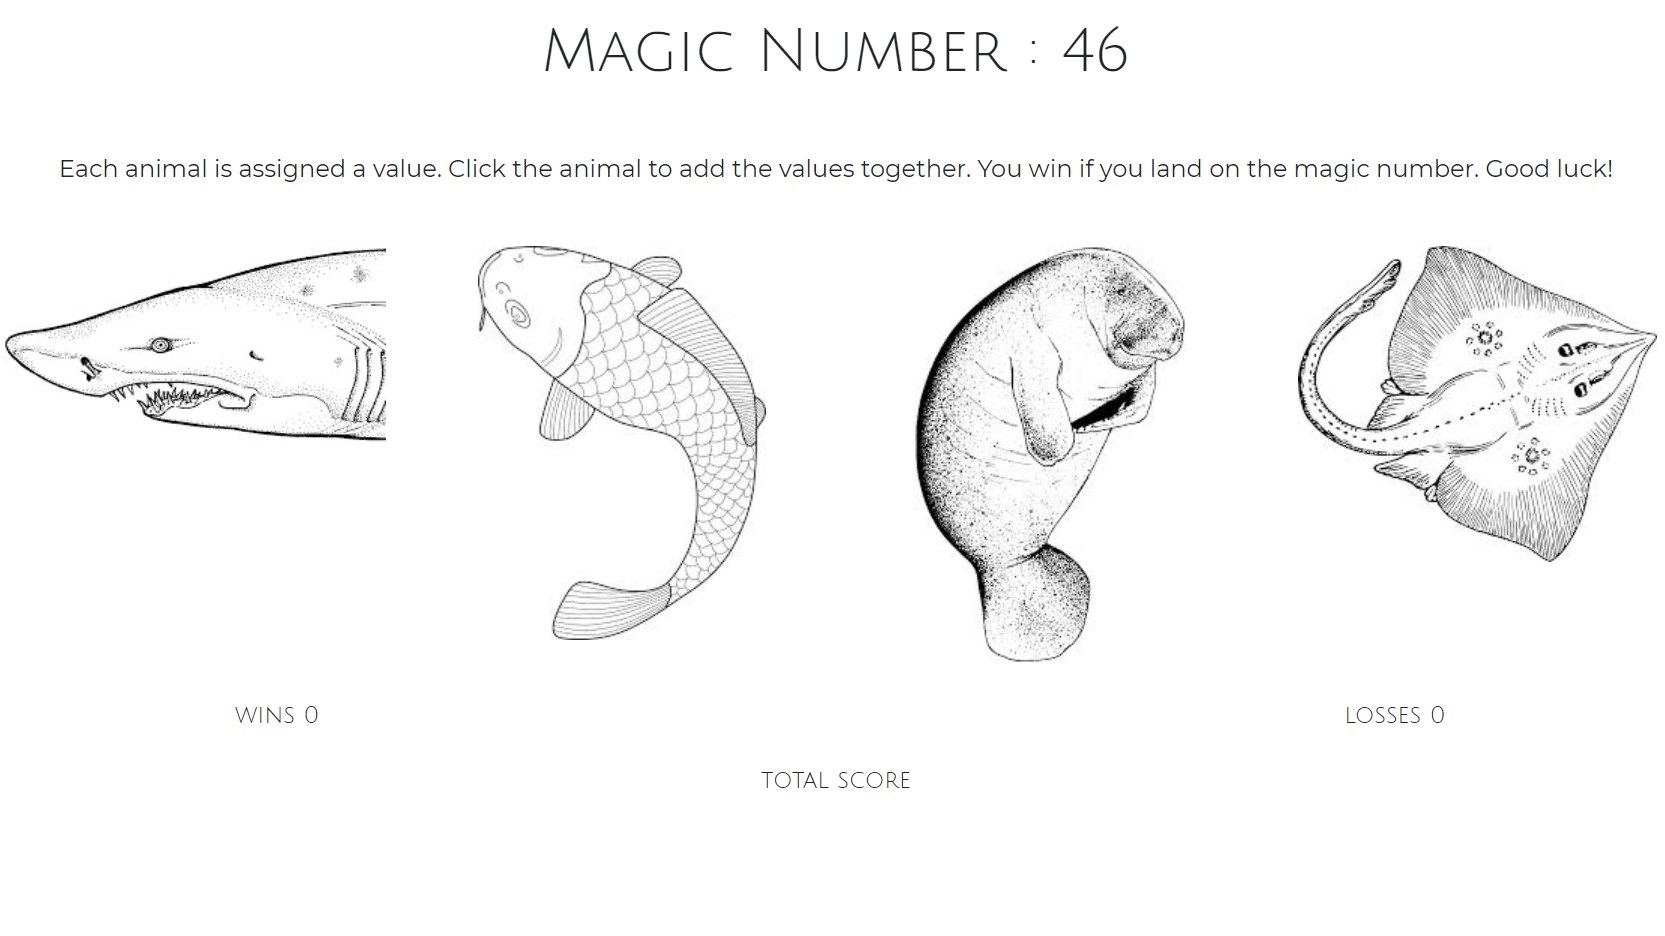 Magic Number : 46
Each animal is assigned a value. Click the animal to add the values together. You win if you land on the magic number. Good luck!
WINS 0
LOSSES 0
TOTAL SCORE